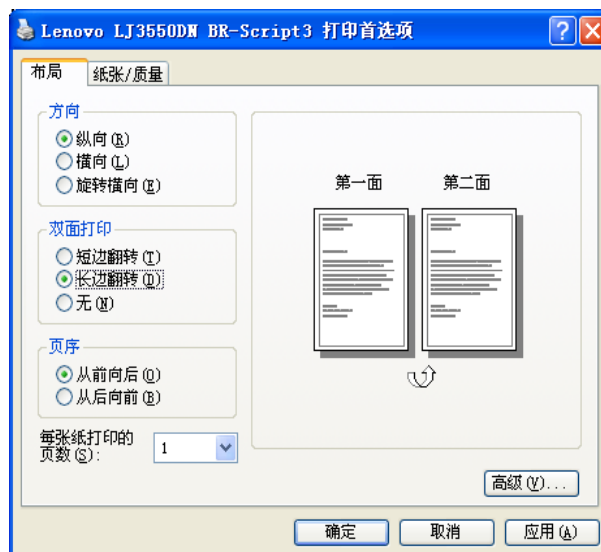 Lenovo LJ3550DN BR-Script3 打印首选项
布局 纸张/质量
方向
纵向(R)
横向(L)
旋转横向(E)
双面打印
短边翻转(T)
长边翻转(D)
无(N)
页序
从前向后(O)
从后向前(B)
每张纸打印的
页数(S): 1
第一面 第二面
高级(V)...
确定 取消 应用(A)